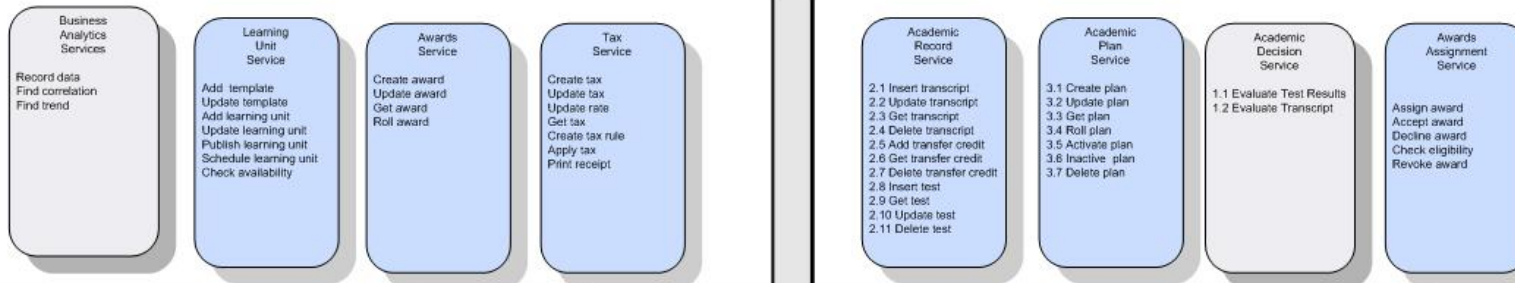 Business
Analytics
Services
Record data
Find correlation
Find trend
Learning
Unit
Service
Add template
Update template
Add learning unit
Update learning unit
Publish learning unit
Schedule learning unit
Check availability
Awards
Service
Create award
Update award
Get award
Roll award
Tax
Service
Create tax
Update tax
Update rate
Get tax
Create tax rule
Apply tax
Print receipt
Academic
Record
Service
2.1 Insert transcript
2.2 Update transcript
2.3 Get transcript
2.4 Delete transcript
2.5 Add transfer credit
2.6 Get transfer credit
2.7 Delete transfer credit
2.8 Insert test
2.9 Get test
2.10 Update test
2.11 Delete test
Academic
Plan
Service
3.1 Create plan
3.2 Update plan
3.3 Get plan
3.4 Roll plan
3.5 Activate plan
3.6 Inactive plan
3.7 Delete plan
Academic
Decision
Service
1.1 Evaluate Test Results
1.2 Evaluate Transcript
Awards
Assignment
Service
Assign award
Accept award
Decline award
Check eligibility
Revoke award